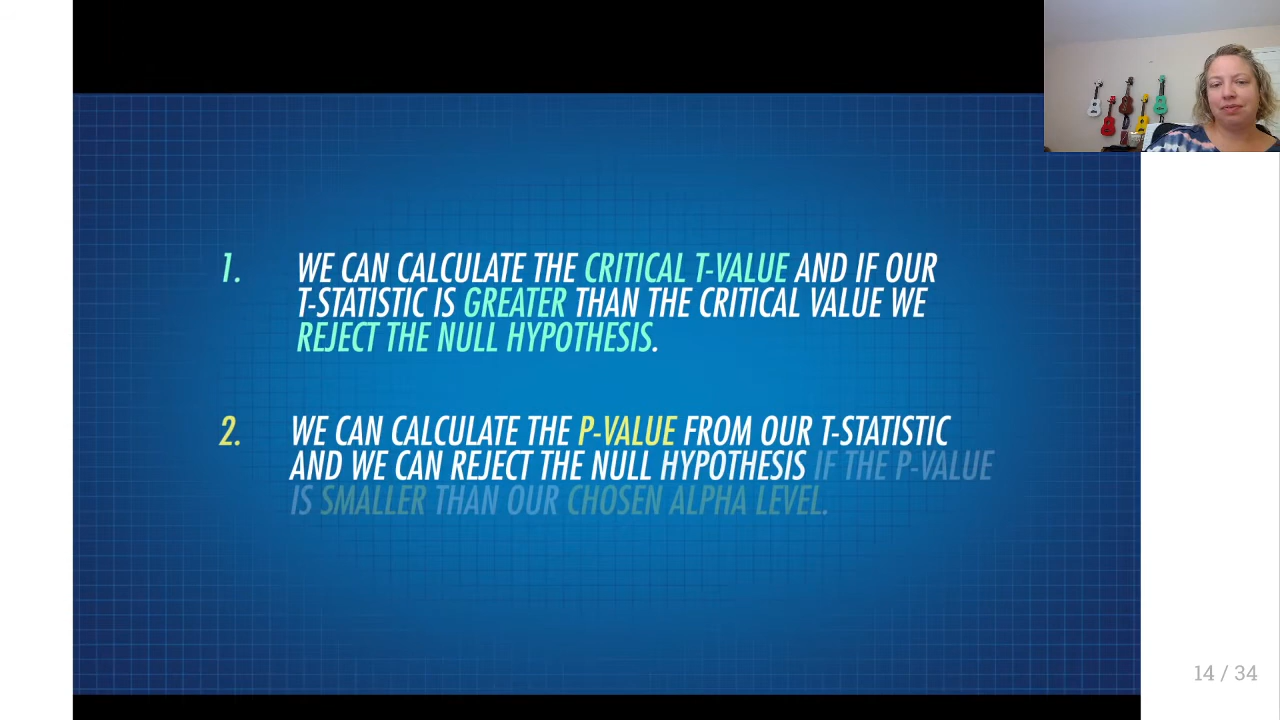 1. WE CAN CALCULATE THE CRITICAL T-VALUE AND IF OUR
T-STATISTIC IS GREATER THAN THE CRITICAL VALUE WE
REJECT THE NULL HYPOTHESIS.
2. WE CAN CALCULATE THE P-VALUE FROM OUR T-STATISTIC
AND WE CAN REJECT THE NULL HYPOTHESIS IF THE P-VALUE
IS SMALLER THAN OUR CHOSEN ALPHA LEVEL.
14 / 34